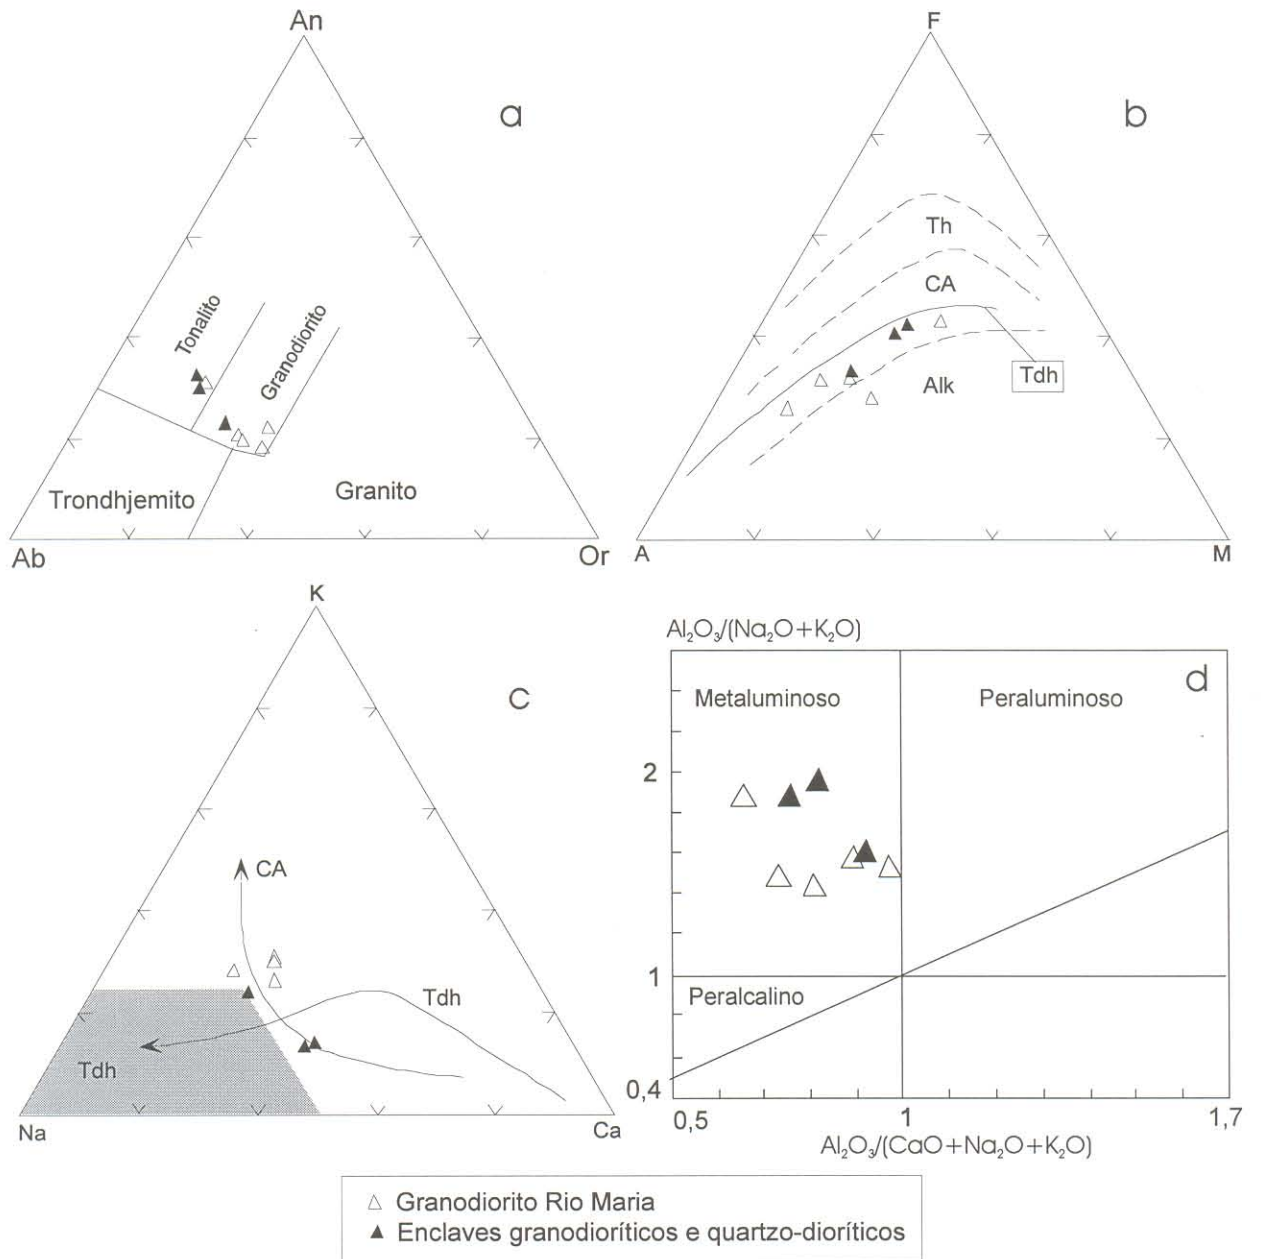 An
a
Tonalito
Granodiorito
Trondhjemito
Granito
Ab
Or
F
b
Th
CA
Alk
Tdh
A
M
K
c
CA
Tdh
Tdh
Na
Ca
Al₂O₃/(Na₂O+K₂O)
d
Metaluminoso
Peraluminoso
2
1
Peralcalino
0,4
0,5
1
1,7
Al₂O₃/(CaO+Na₂O+K₂O)
Granodiorito Rio Maria
Enclaves granodioríticos e quartzo-dioríticos